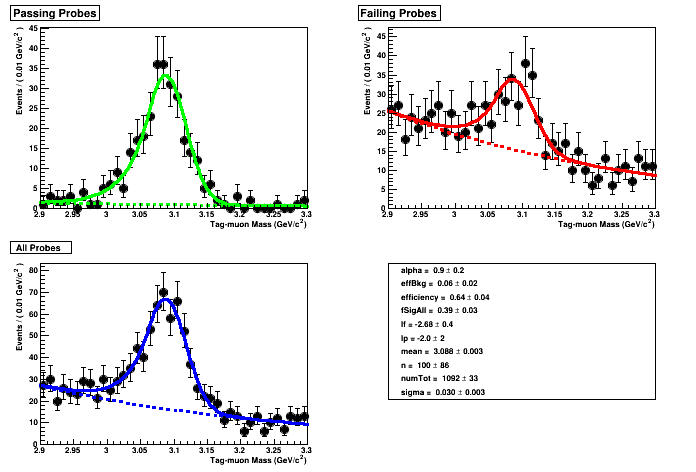 Passing Probes
Events / ( 0.01 GeV/c² )
45
40
35
30
25
20
15
10
5
0
2.9 2.95 3 3.05 3.1 3.15 3.2 3.25 3.3
Tag-muon Mass (GeV/c²)
Failing Probes
Events / ( 0.01 GeV/c² )
45
40
35
30
25
20
15
10
5
0
2.9 2.95 3 3.05 3.1 3.15 3.2 3.25 3.3
Tag-muon Mass (GeV/c²)
All Probes
Events / ( 0.01 GeV/c² )
80
70
60
50
40
30
20
10
0
2.9 2.95 3 3.05 3.1 3.15 3.2 3.25 3.3
Tag-muon Mass (GeV/c²)
alpha = 0.9 ± 0.2
effBkg = 0.06 ± 0.02
efficiency = 0.64 ± 0.04
fSigAll = 0.39 ± 0.03
lf = -2.68 ± 0.4
lp = -2.0 ± 2
mean = 3.088 ± 0.003
n = 100 ± 86
numTot = 1092 ± 33
sigma = 0.030 ± 0.003